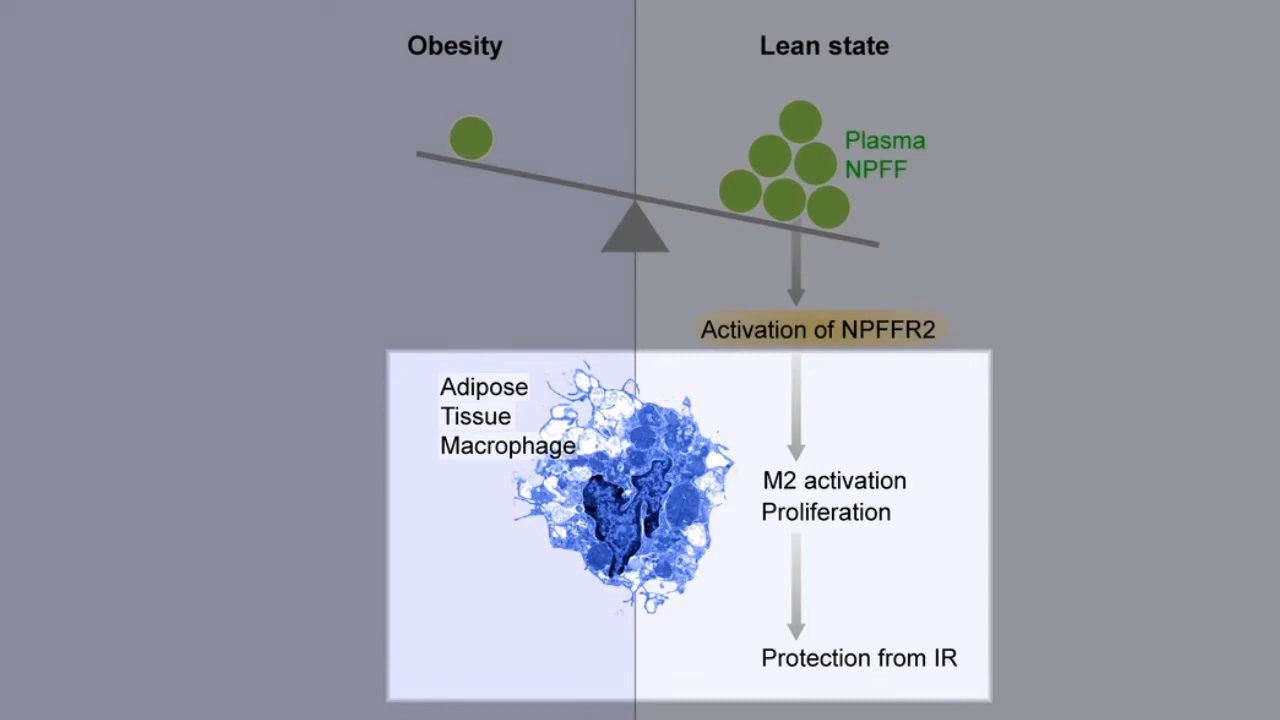 Obesity
Lean state
Plasma
NPFF
Activation of NPFFR2
Adipose
Tissue
Macrophage
M2 activation
Proliferation
Protection from IR